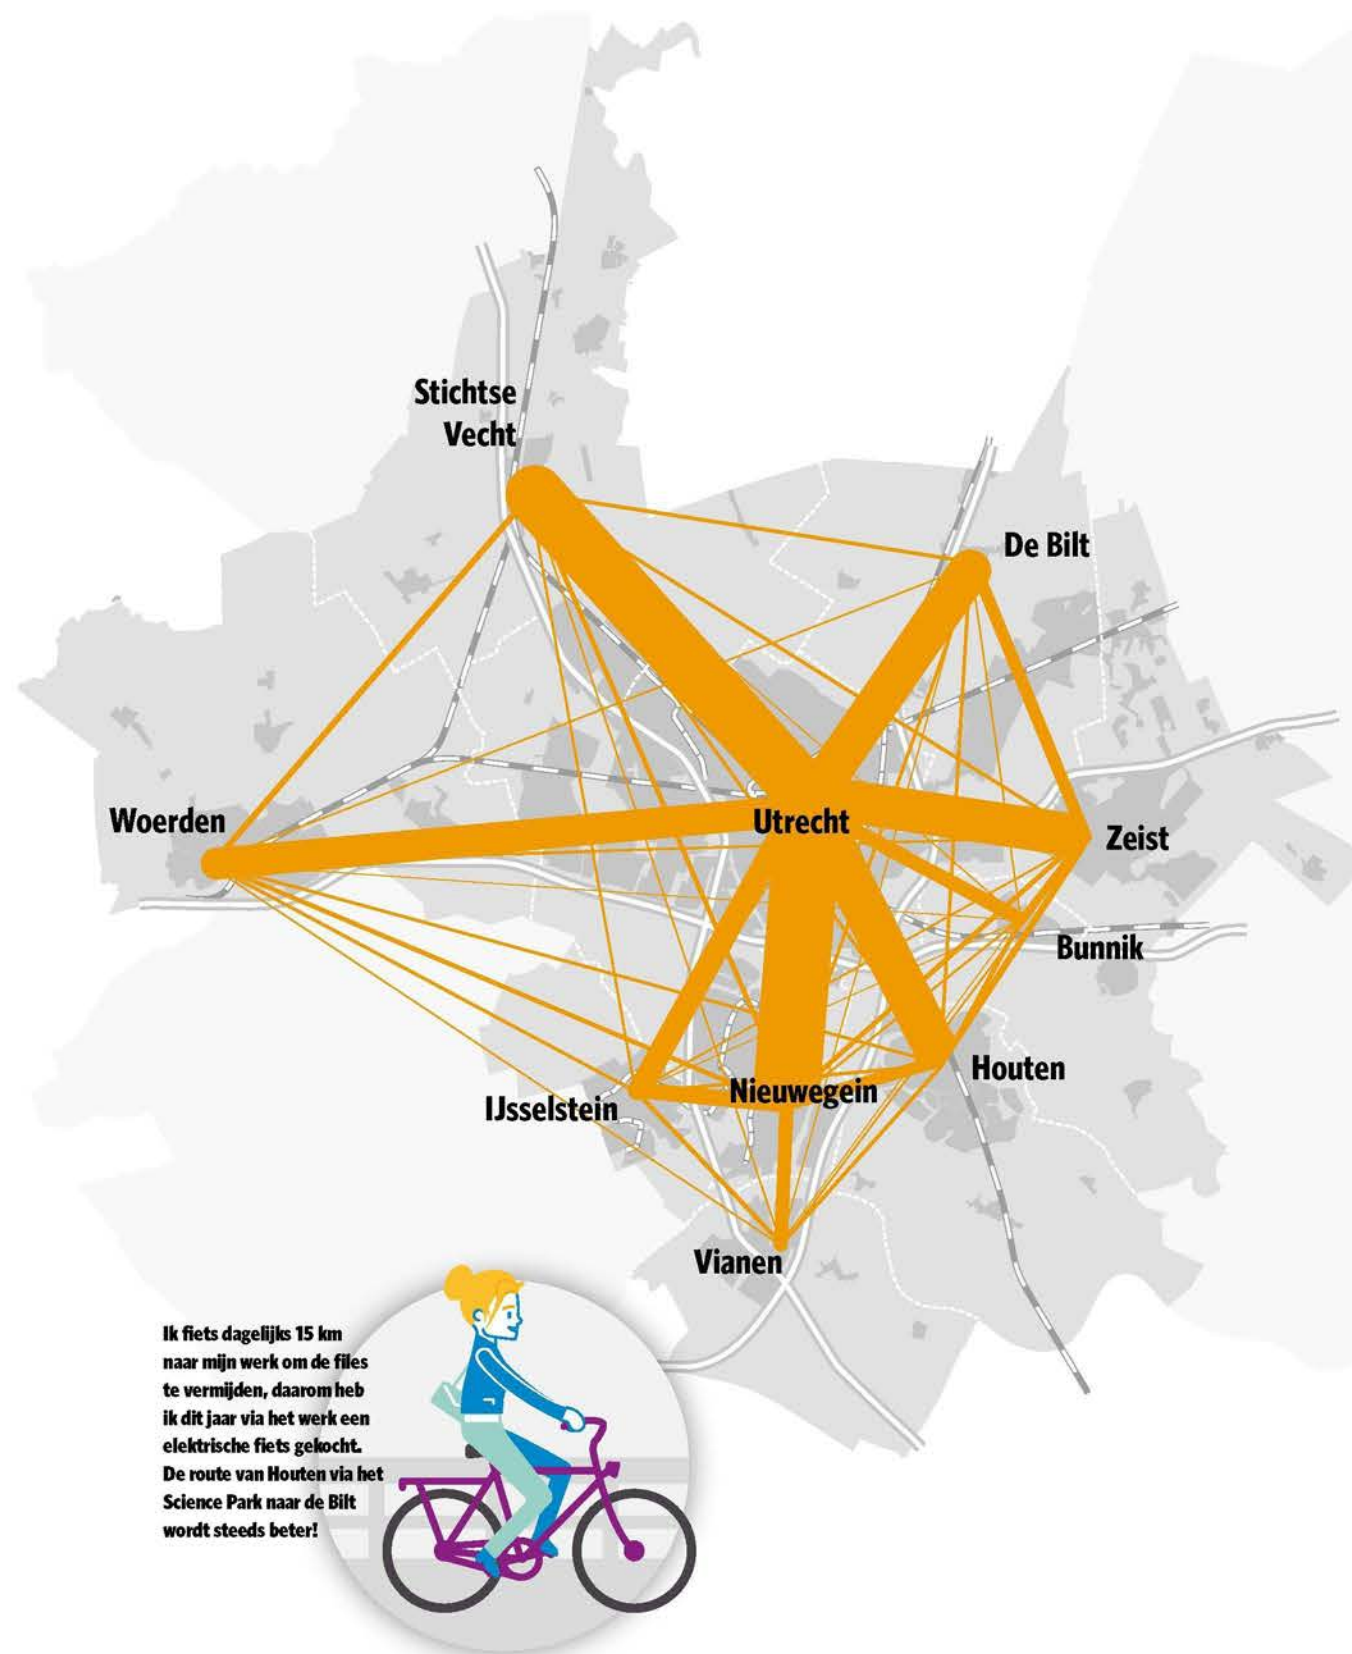 Stichtse
Vecht
De Bilt
Woerden
Utrecht
Zeist
Bunnik
Houten
Nieuwegein
IJsselstein
Vianen
Ik fiets dagelijks 15 km
naar mijn werk om de files
te vermijden, daarom heb
ik dit jaar via het werk een
elektrische fiets gekocht.
De route van Houten via het
Science Park naar de Bilt
wordt steeds beter!